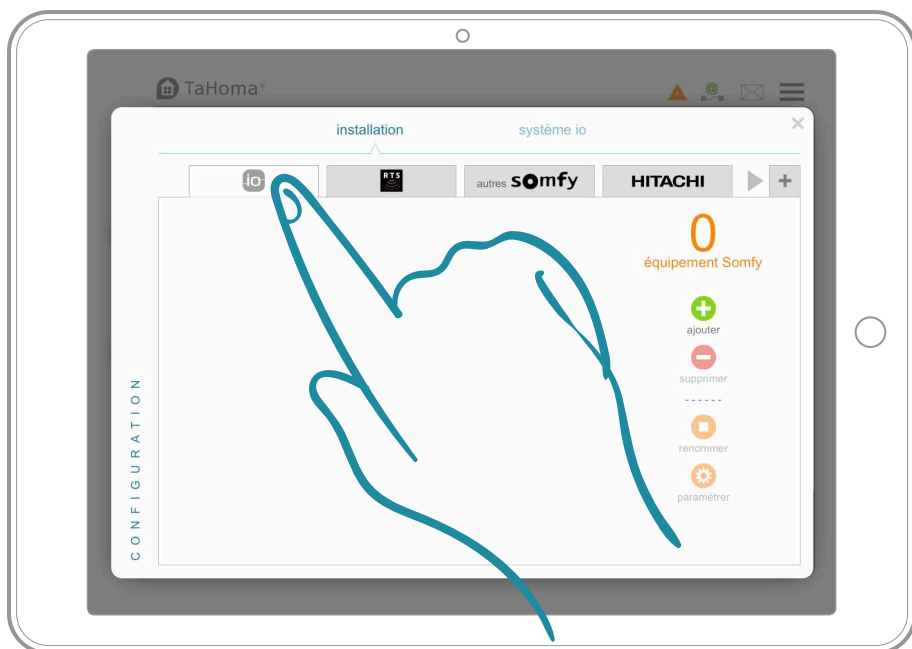 TaHoma®
installation
système io
io
RTS
autres somfy
HITACHI
0
équipement Somfy
ajouter
supprimer
renommer
paramétrer
CONFIGURATION